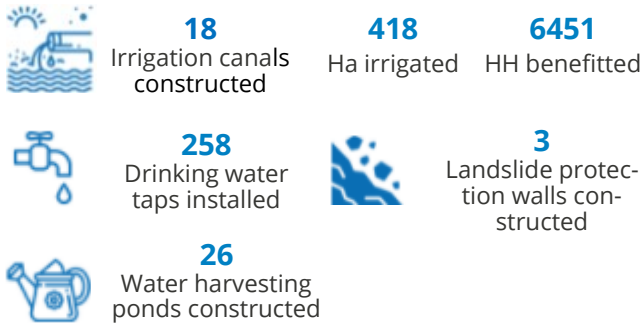 18
Irrigation canals
constructed
418
Ha irrigated
6451
HH benefitted
258
Drinking water
taps installed
3
Landslide protec-
tion walls con-
structed
26
Water harvesting
ponds constructed